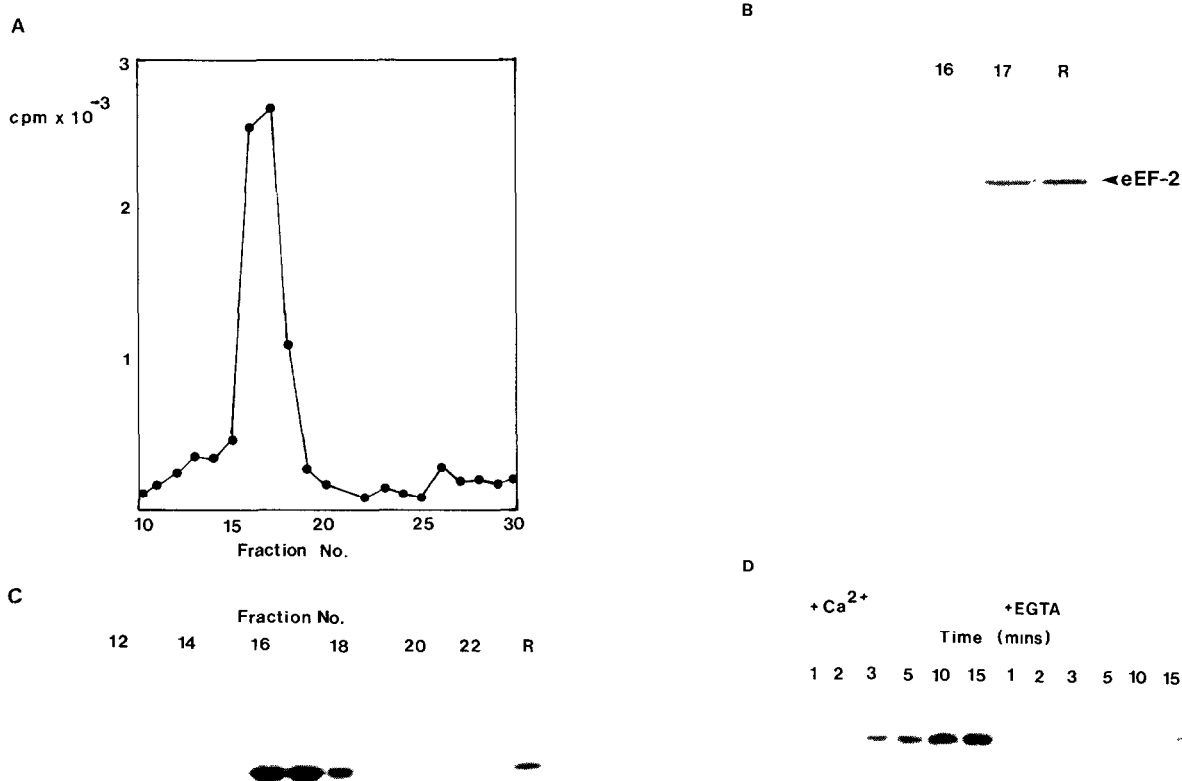 A
3
cpm x 10⁻³
2
1
10 15 20 25 30
Fraction No.
B
16 17 R
eEF-2
C
Fraction No.
12 14 16 18 20 22 R
D
+Ca²⁺ +EGTA
Time (mins)
1 2 3 5 10 15 1 2 3 5 10 15